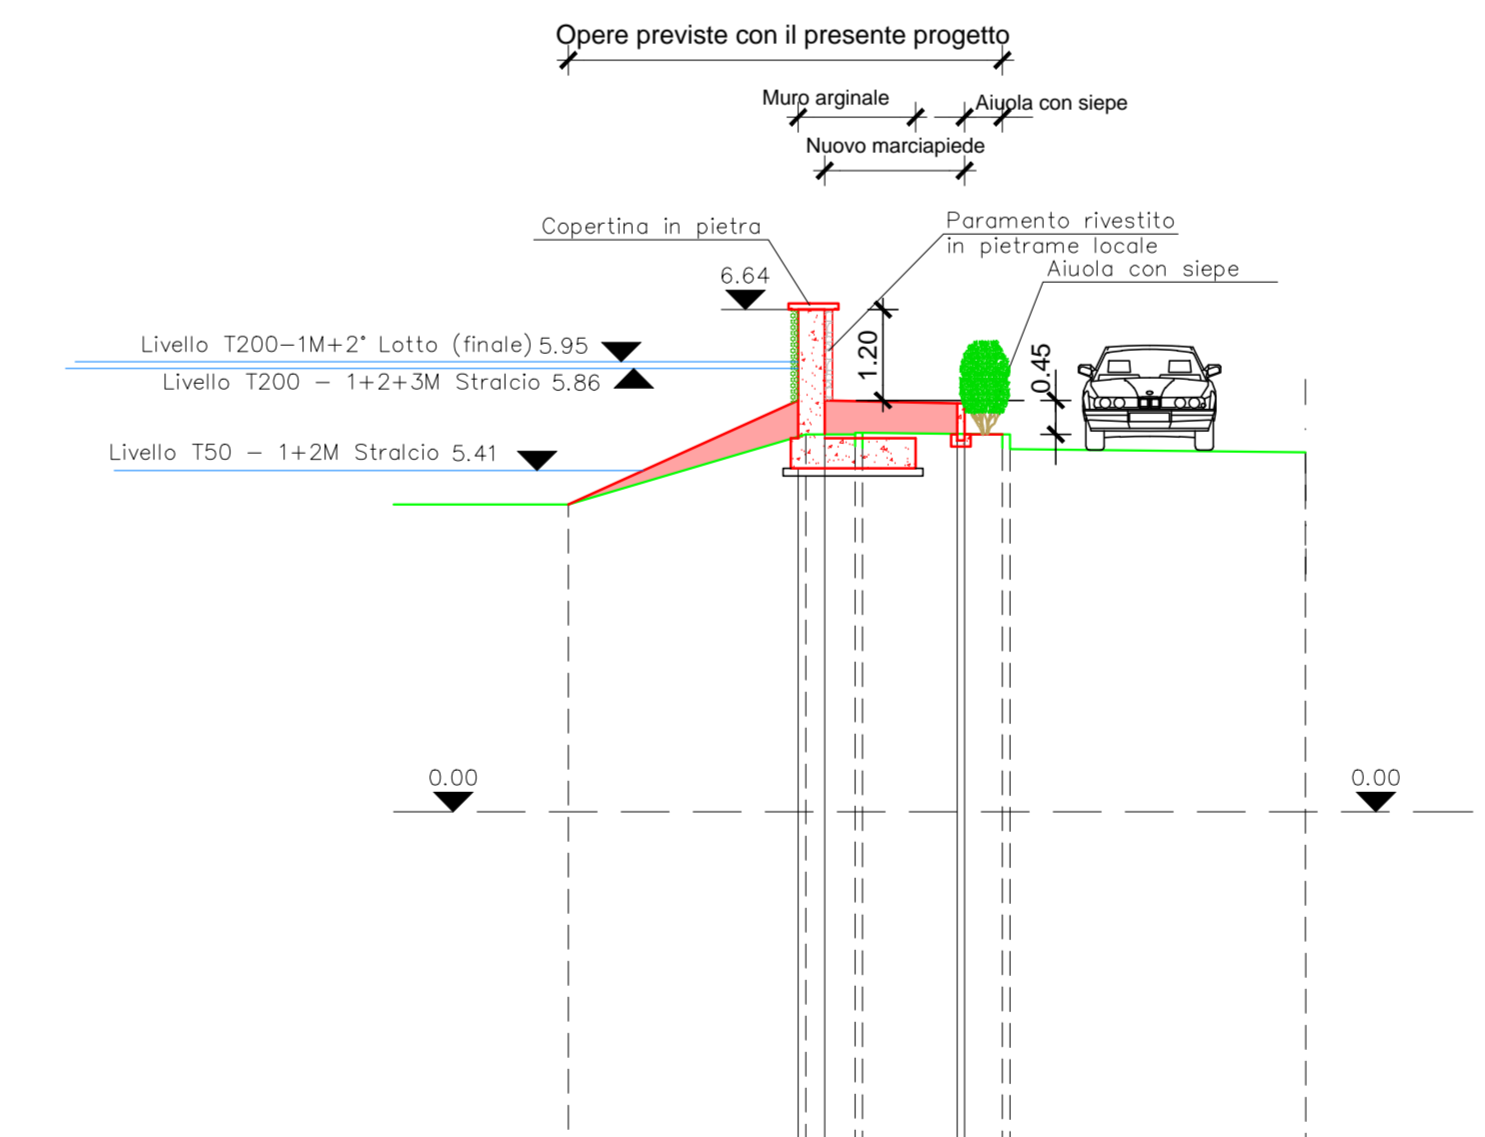 Opere previste con il presente progetto
Muro arginale
Aiuola con siepe
Nuovo marciapiede
Copertina in pietra
Paramento rivestito
in pietrame locale
Aiuola con siepe
6.64
Livello T200-1M+2° Lotto (finale) 5.95
Livello T200 - 1+2+3M Stralcio 5.86
1.20
0.45
Livello T50 - 1+2M Stralcio 5.41
0.00
0.00